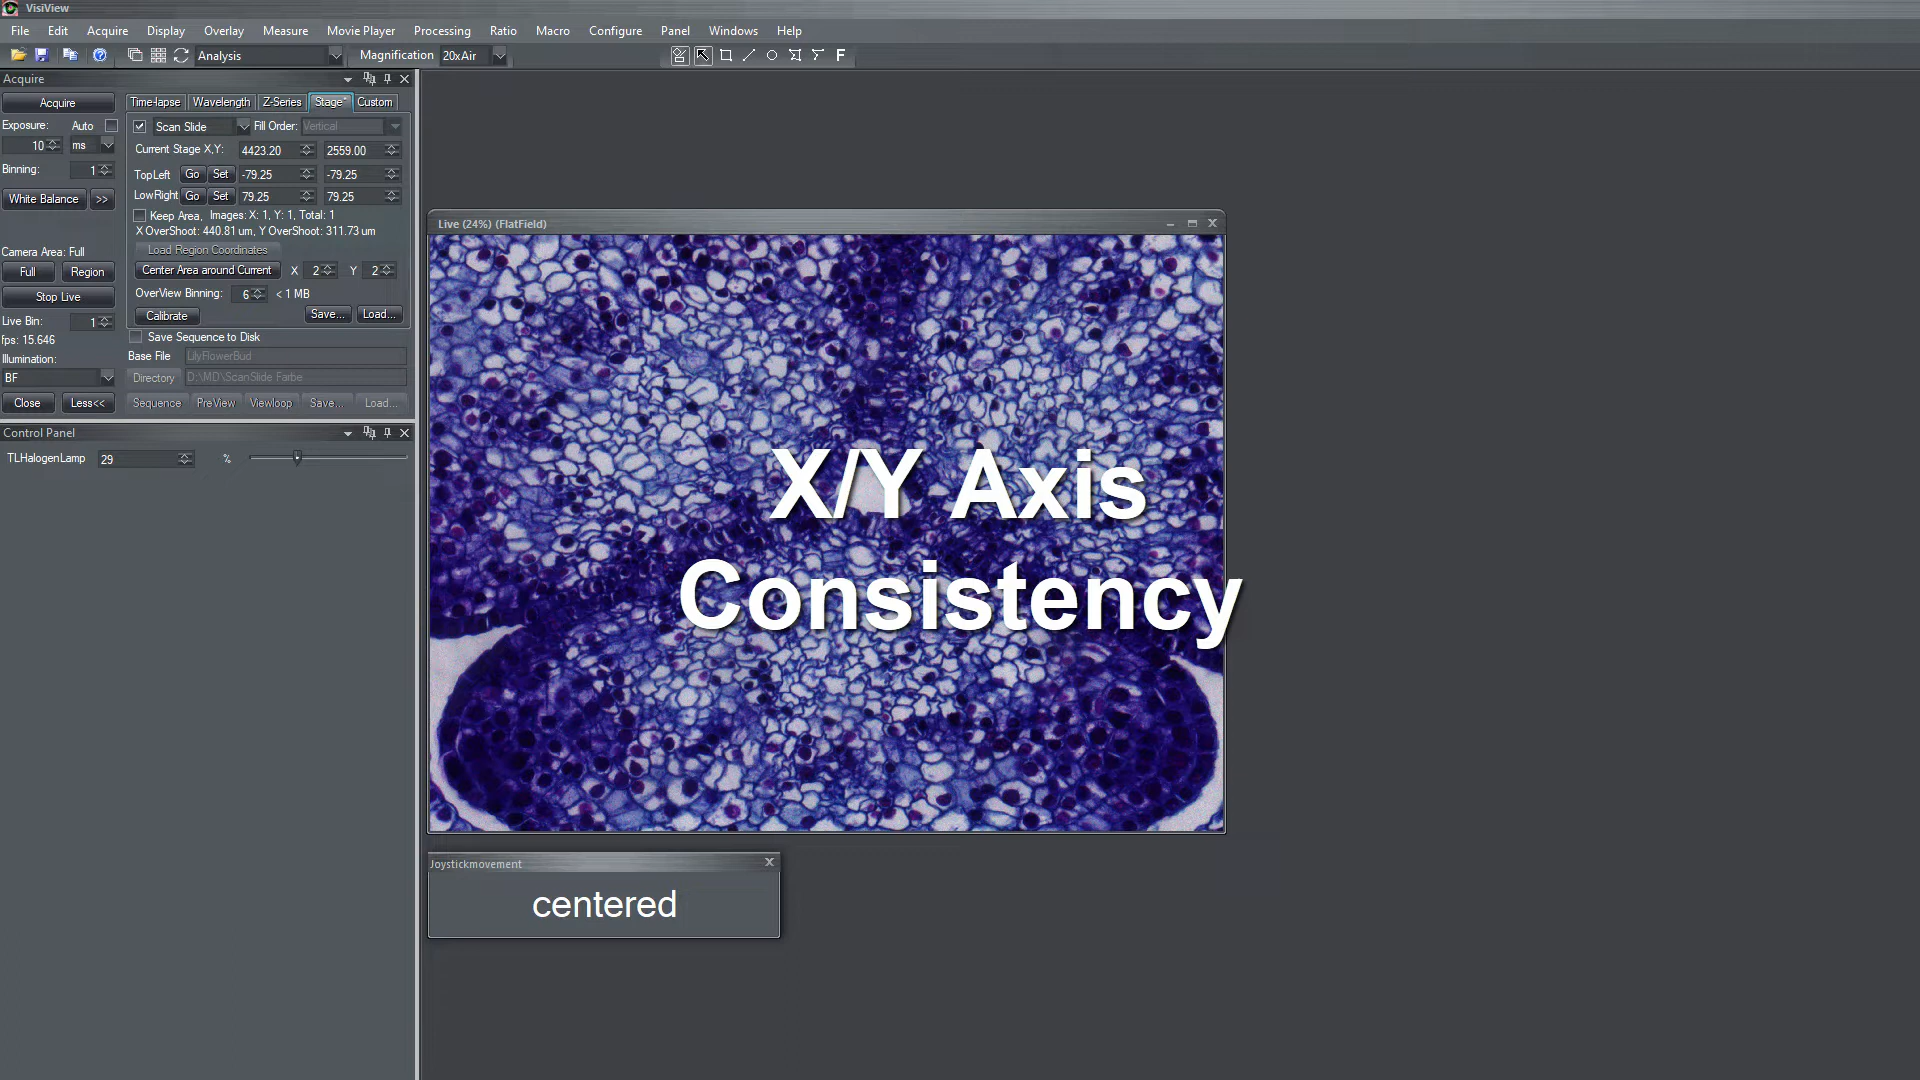 VisiView
File Edit Acquire Display Overlay Measure Movie Player Processing Ratio Macro Configure Panel Windows Help
Analysis Magnification 20xAir F
Acquire
Acquire Time-lapse Wavelength Z-Series Stage* Custom
Exposure: Auto Scan Slide Fill Order: Vertical
10 ms Current Stage X,Y: 4423.20 2559.00
Binning: 1 TopLeft Go Set -79.25 -79.25
White Balance >> LowRight Go Set 79.25 79.25
Keep Area, Images: X: 1, Y: 1, Total: 1
X OverShoot: 440.81 um, Y OverShoot: 311.73 um
Camera Area: Full Load Region Coordinates
Full Region Center Area around Current X 2 Y 2
Stop Live OverView Binning: 6 < 1 MB
Live Bin: 1 Calibrate Save... Load...
fps: 15.646 Save Sequence to Disk
Illumination: Base File LilyFlowerBud
BF Directory D:\MD\ScanSlide Farbe
Close Less<< Sequence PreView Viewloop Save... Load...
Control Panel
TLHalogenLamp 29 %
Live (24%) (FlatField)
X/Y Axis
Consistency
Joystickmovement
centered